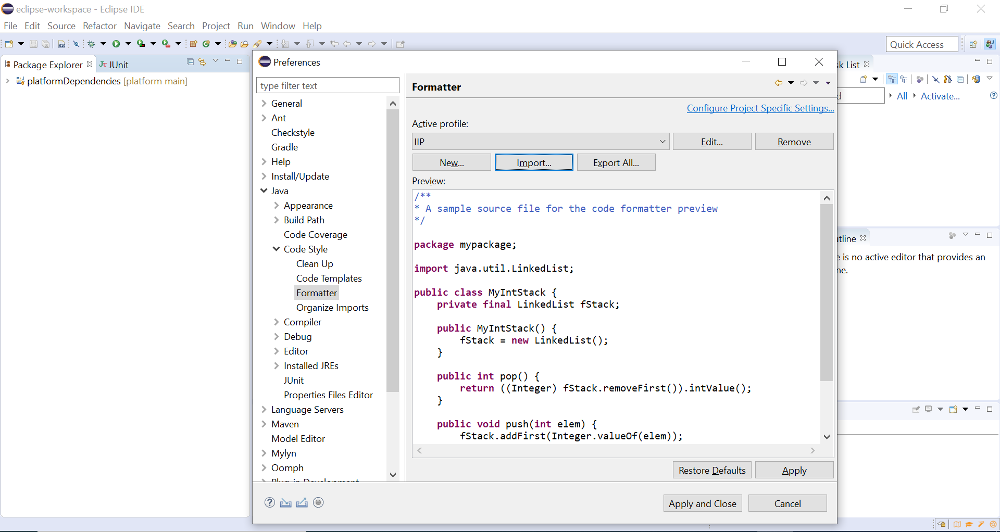 eclipse-workspace - Eclipse IDE
File Edit Source Refactor Navigate Search Project Run Window Help
Quick Access
Package Explorer
JUnit
platformDependencies [platform main]
Preferences
type filter text
General
Ant
Checkstyle
Gradle
Help
Install/Update
Java
Appearance
Build Path
Code Coverage
Code Style
Clean Up
Code Templates
Formatter
Organize Imports
Compiler
Debug
Editor
Installed JREs
JUnit
Properties Files Editor
Language Servers
Maven
Model Editor
Mylyn
Oomph
Plug-in Development
Formatter
Configure Project Specific Settings...
Active profile:
IIP
Edit...
Remove
New...
Import...
Export All...
Preview:
/**
* A sample source file for the code formatter preview
*/
package mypackage;
import java.util.LinkedList;
public class MyIntStack {
private final LinkedList fStack;
public MyIntStack() {
fStack = new LinkedList();
}
public int pop() {
return ((Integer) fStack.removeFirst()).intValue();
}
public void push(int elem) {
fStack.addFirst(Integer.valueOf(elem));
Restore Defaults
Apply
Apply and Close
Cancel
sk List
d
All
Activate...
utline
e is no active editor that provides an
ne.